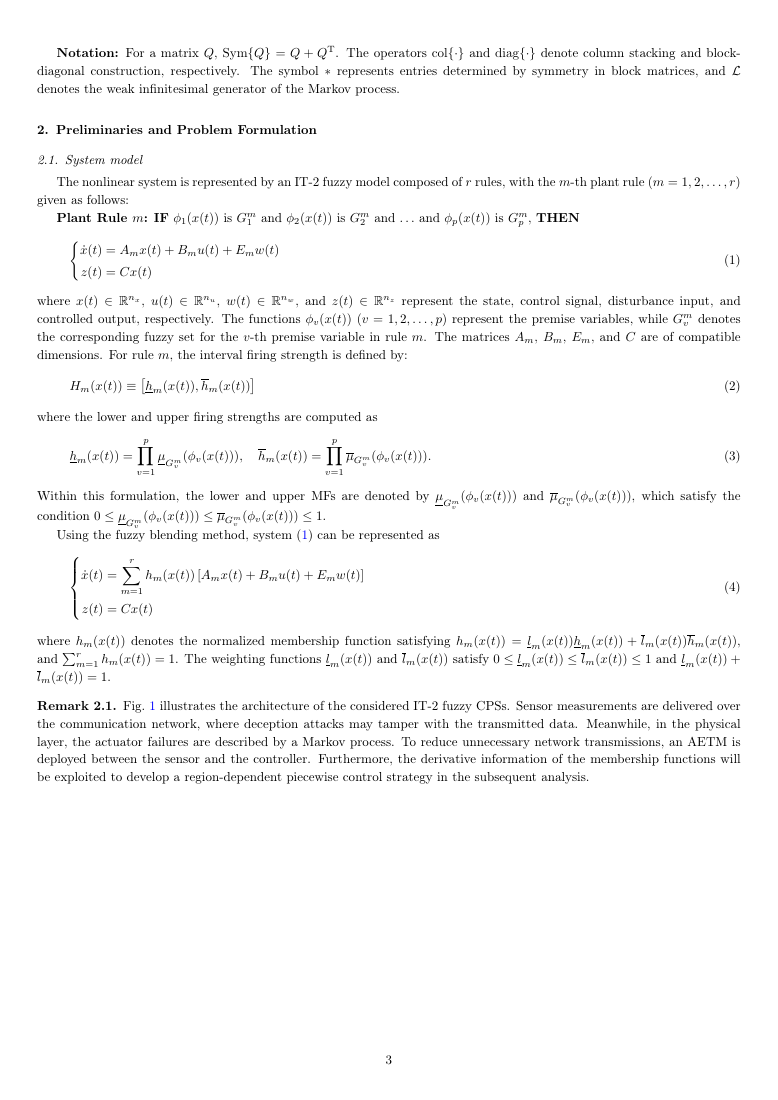 Notation: For a matrix Q, Sym{Q} = Q + Qᵀ. The operators col{·} and diag{·} denote column stacking and block-
diagonal construction, respectively. The symbol ∗ represents entries determined by symmetry in block matrices, and ℒ
denotes the weak infinitesimal generator of the Markov process.
2. Preliminaries and Problem Formulation
2.1. System model
The nonlinear system is represented by an IT-2 fuzzy model composed of r rules, with the m-th plant rule (m = 1, 2, . . . , r)
given as follows:
Plant Rule m: IF ϕ₁(x(t)) is G₁^m and ϕ₂(x(t)) is G₂^m and . . . and ϕ_p(x(t)) is G_p^m, THEN
{ ẋ(t) = A_m x(t) + B_m u(t) + E_m w(t)
z(t) = Cx(t) (1)
where x(t) ∈ ℝ^{n_x}, u(t) ∈ ℝ^{n_u}, w(t) ∈ ℝ^{n_w}, and z(t) ∈ ℝ^{n_z} represent the state, control signal, disturbance input, and
controlled output, respectively. The functions ϕ_v(x(t)) (v = 1, 2, . . . , p) represent the premise variables, while G_v^m denotes
the corresponding fuzzy set for the v-th premise variable in rule m. The matrices A_m, B_m, E_m, and C are of compatible
dimensions. For rule m, the interval firing strength is defined by:
H_m(x(t)) ≡ [h̲_m(x(t)), h̅_m(x(t))] (2)
where the lower and upper firing strengths are computed as
h̲_m(x(t)) = ∏_{v=1}^{p} μ̲_{G_v^m}(ϕ_v(x(t))), h̅_m(x(t)) = ∏_{v=1}^{p} μ̅_{G_v^m}(ϕ_v(x(t))). (3)
Within this formulation, the lower and upper MFs are denoted by μ̲_{G_v^m}(ϕ_v(x(t))) and μ̅_{G_v^m}(ϕ_v(x(t))), which satisfy the
condition 0 ≤ μ̲_{G_v^m}(ϕ_v(x(t))) ≤ μ̅_{G_v^m}(ϕ_v(x(t))) ≤ 1.
Using the fuzzy blending method, system (1) can be represented as
{ ẋ(t) = ∑_{m=1}^{r} h_m(x(t)) [A_m x(t) + B_m u(t) + E_m w(t)]
z(t) = Cx(t) (4)
where h_m(x(t)) denotes the normalized membership function satisfying h_m(x(t)) = l̲_m(x(t))h̲_m(x(t)) + l̅_m(x(t))h̅_m(x(t)),
and ∑_{m=1}^{r} h_m(x(t)) = 1. The weighting functions l̲_m(x(t)) and l̅_m(x(t)) satisfy 0 ≤ l̲_m(x(t)) ≤ l̅_m(x(t)) ≤ 1 and l̲_m(x(t)) +
l̅_m(x(t)) = 1.
Remark 2.1. Fig. 1 illustrates the architecture of the considered IT-2 fuzzy CPSs. Sensor measurements are delivered over
the communication network, where deception attacks may tamper with the transmitted data. Meanwhile, in the physical
layer, the actuator failures are described by a Markov process. To reduce unnecessary network transmissions, an AETM is
deployed between the sensor and the controller. Furthermore, the derivative information of the membership functions will
be exploited to develop a region-dependent piecewise control strategy in the subsequent analysis.
3